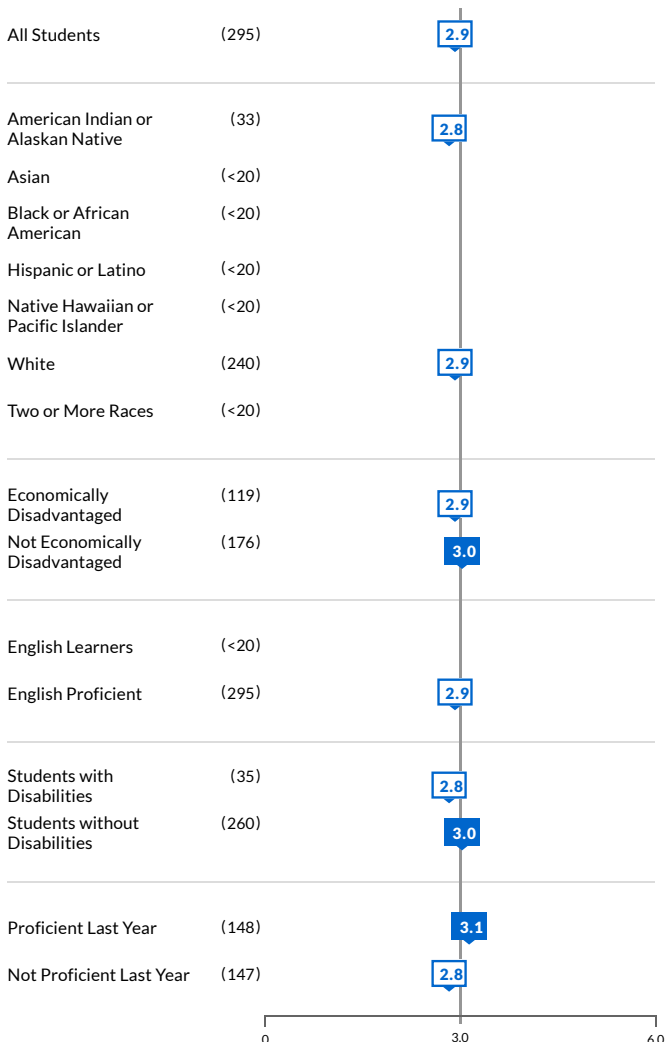 All Students (295) 2.9
American Indian or (33) 2.8
Alaskan Native
Asian (<20)
Black or African (<20)
American
Hispanic or Latino (<20)
Native Hawaiian or (<20)
Pacific Islander
White (240) 2.9
Two or More Races (<20)
Economically (119) 2.9
Disadvantaged
Not Economically (176) 3.0
Disadvantaged
English Learners (<20)
English Proficient (295) 2.9
Students with (35) 2.8
Disabilities
Students without (260) 3.0
Disabilities
Proficient Last Year (148) 3.1
Not Proficient Last Year (147) 2.8
0 3.0 6.0